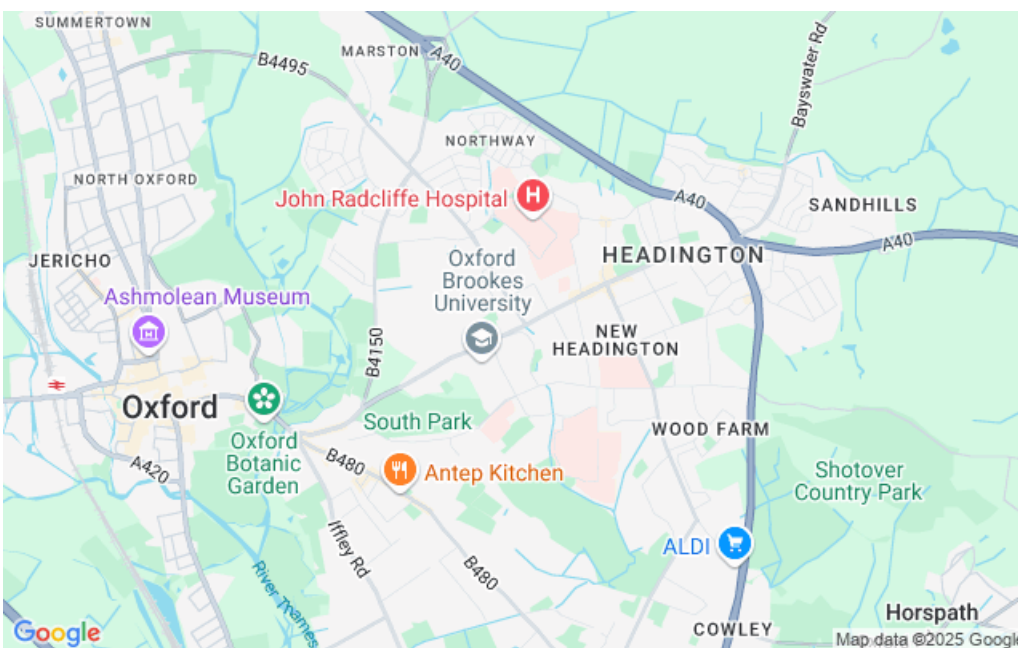 SUMMERTOWN
MARSTON
A40
B4495
Bayswater Rd
NORTHWAY
NORTH OXFORD
John Radcliffe Hospital
H
A40
SANDHILLS
A40
JERICHO
Oxford
Brookes
University
HEADINGTON
Ashmolean Museum
NEW
HEADINGTON
B4150
Oxford
South Park
WOOD FARM
Oxford
Botanic
Garden
B480
A420
Antep Kitchen
Shotover
Country Park
Iffley Rd
ALDI
B480
River Thames
Horspath
COWLEY
Google
Map data ©2025 Google